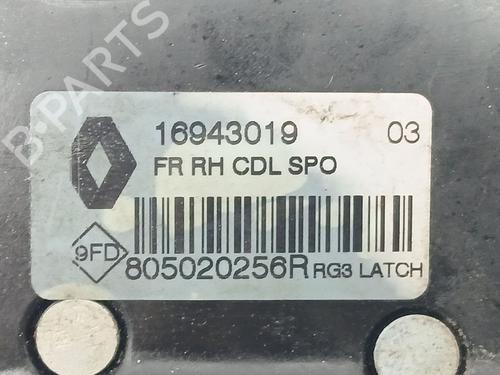 B-PARTS
16943019 03
FR RH CDL SPO
9FD
805020256R RG3 LATCH